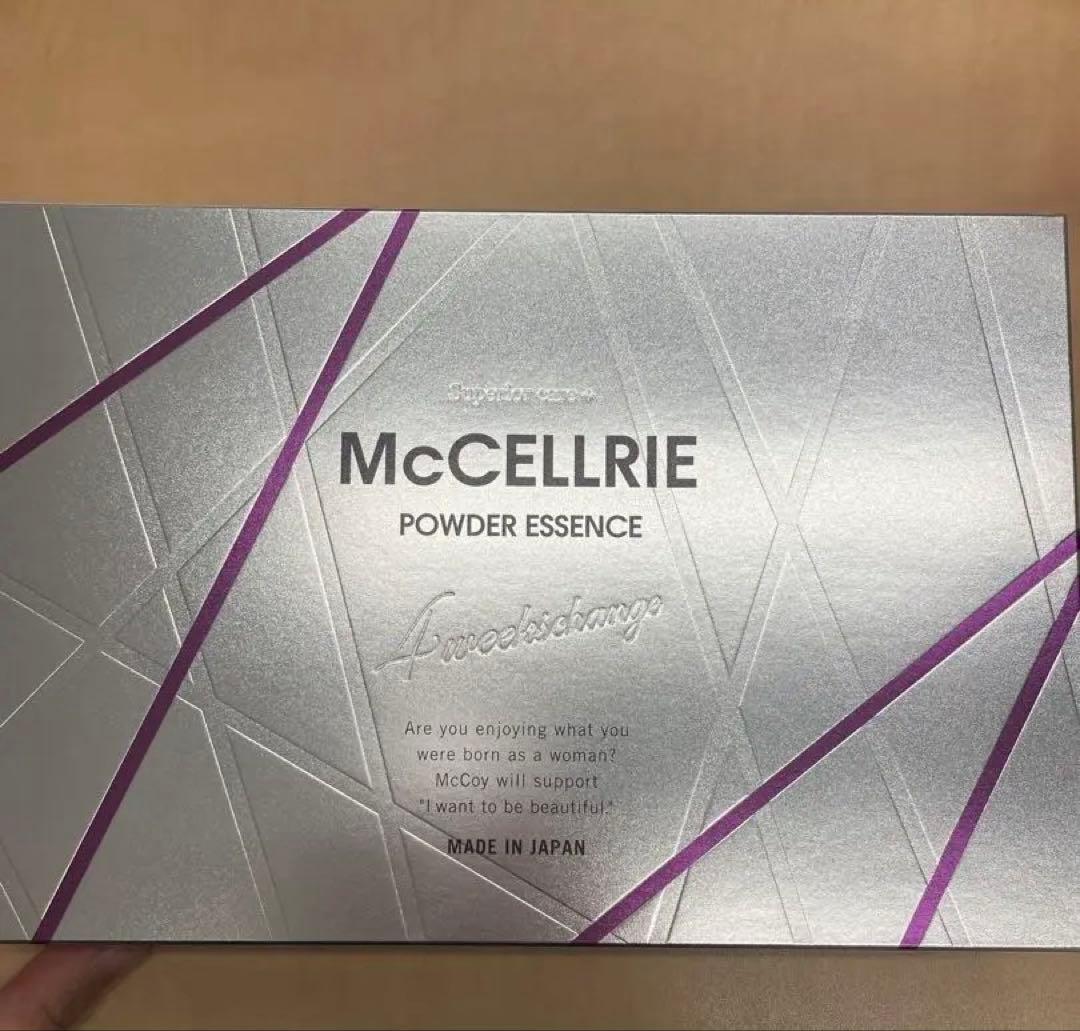 Superior care+
McCELLRIE
POWDER ESSENCE
4weekschange
Are you enjoying what you
were born as a woman?
McCoy will support
"I want to be beautiful."
MADE IN JAPAN